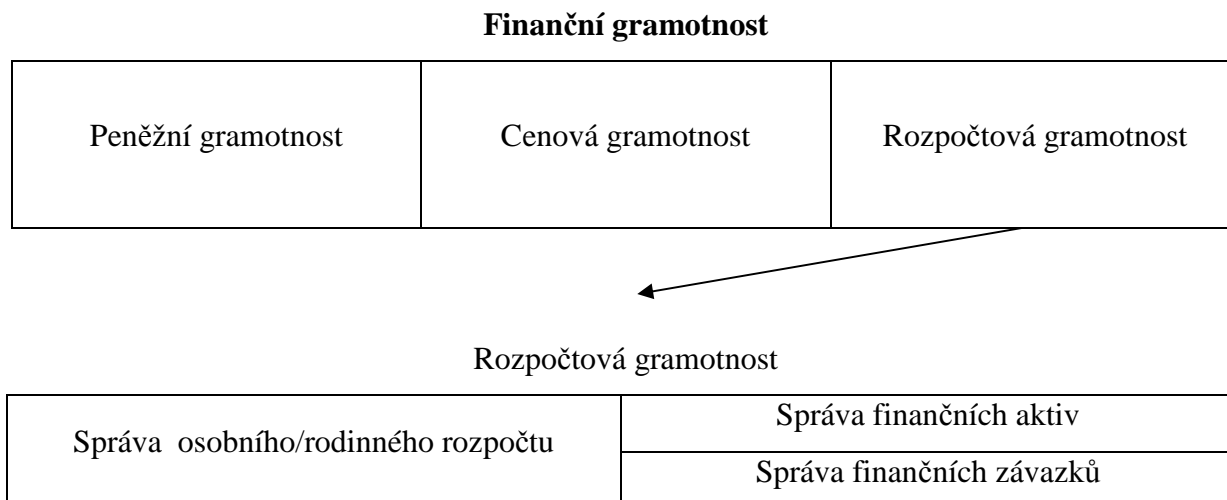 Finanční gramotnost
Peněžní gramotnost
Cenová gramotnost
Rozpočtová gramotnost
Rozpočtová gramotnost
Správa osobního/rodinného rozpočtu
Správa finančních aktiv
Správa finančních závazků